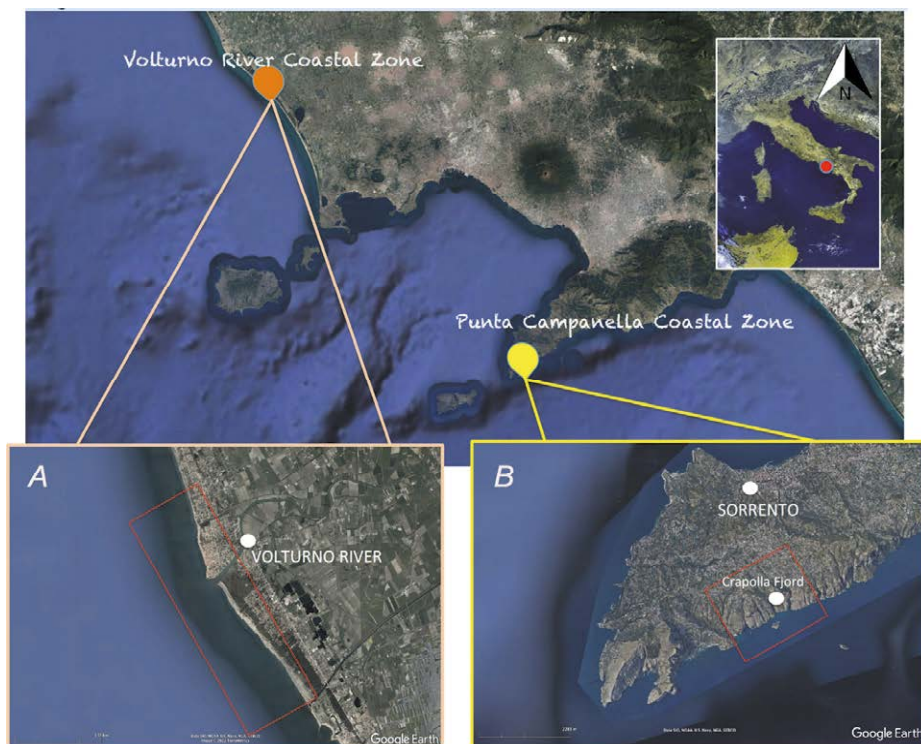 Volturno River Coastal Zone
N
Punta Campanella Coastal Zone
A
VOLTURNO RIVER
Google Earth
B
SORRENTO
Crapolla Fjord
Google Earth